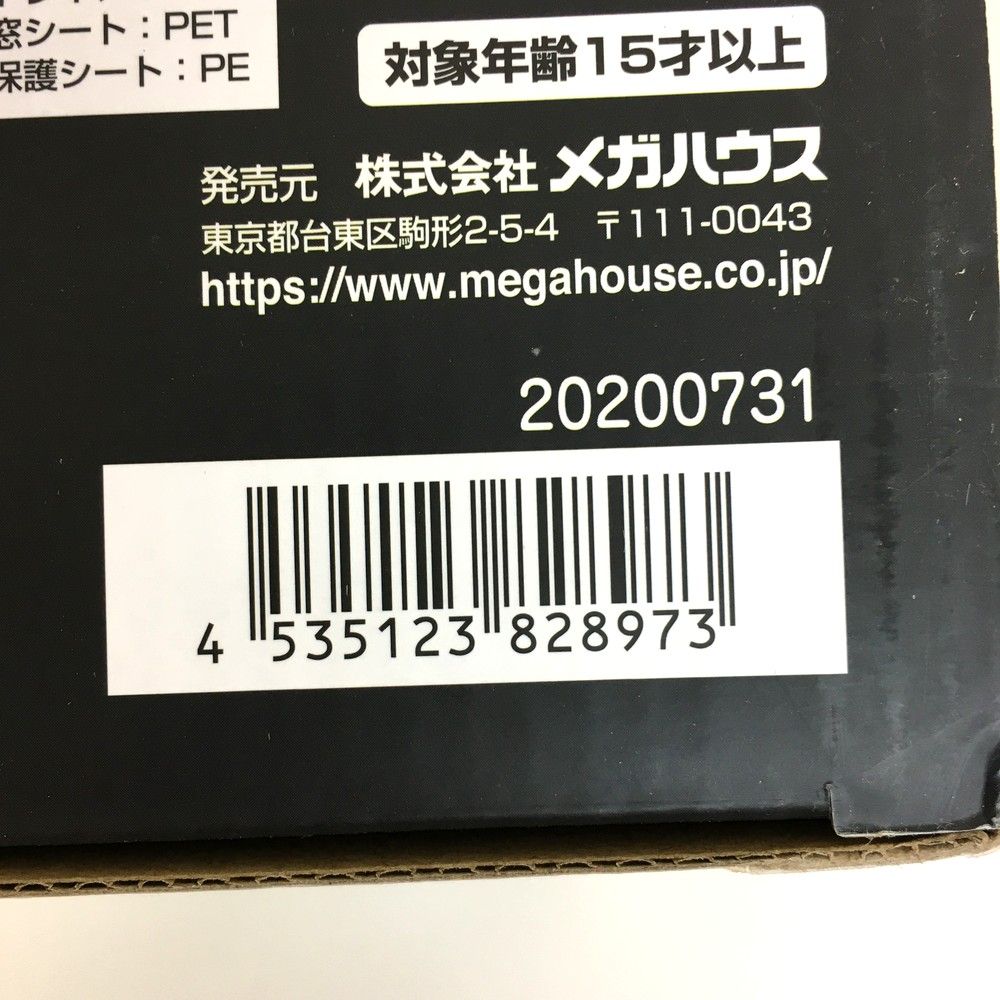 窓シート：PET
保護シート：PE
対象年齢15才以上
発売元 株式会社 メガハウス
東京都台東区駒形2-5-4 〒111-0043
https://www.megahouse.co.jp/
20200731
4 535123 828973